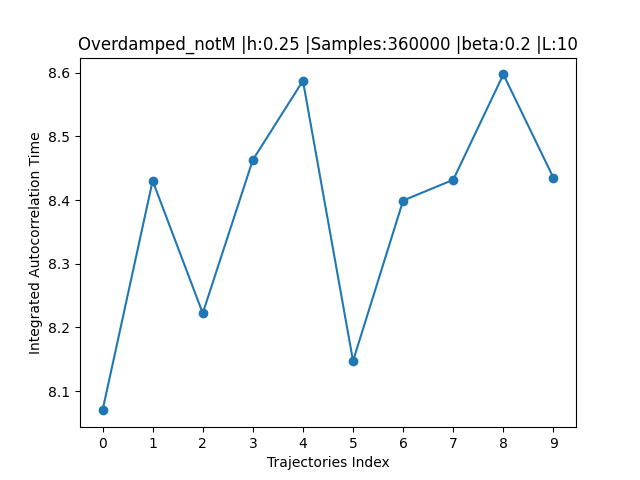 Overdamped_notM |h:0.25 |Samples:360000 |beta:0.2 |L:10
8.6
8.5
8.4
8.3
8.2
8.1
Integrated Autocorrelation Time
0 1 2 3 4 5 6 7 8 9
Trajectories Index